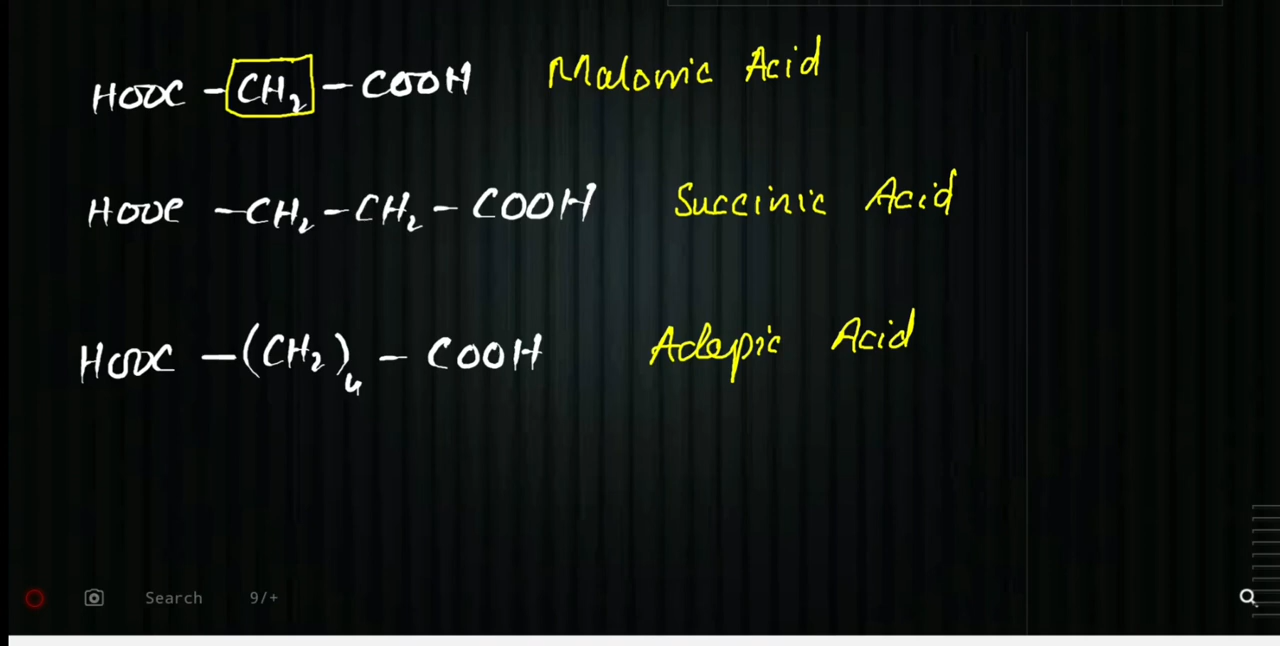 HOOC -CH₂- COOH Malonic Acid
HOOC -CH₂-CH₂- COOH Succinic Acid
HOOC -(CH₂)₄- COOH Adepic Acid
Search 9/+